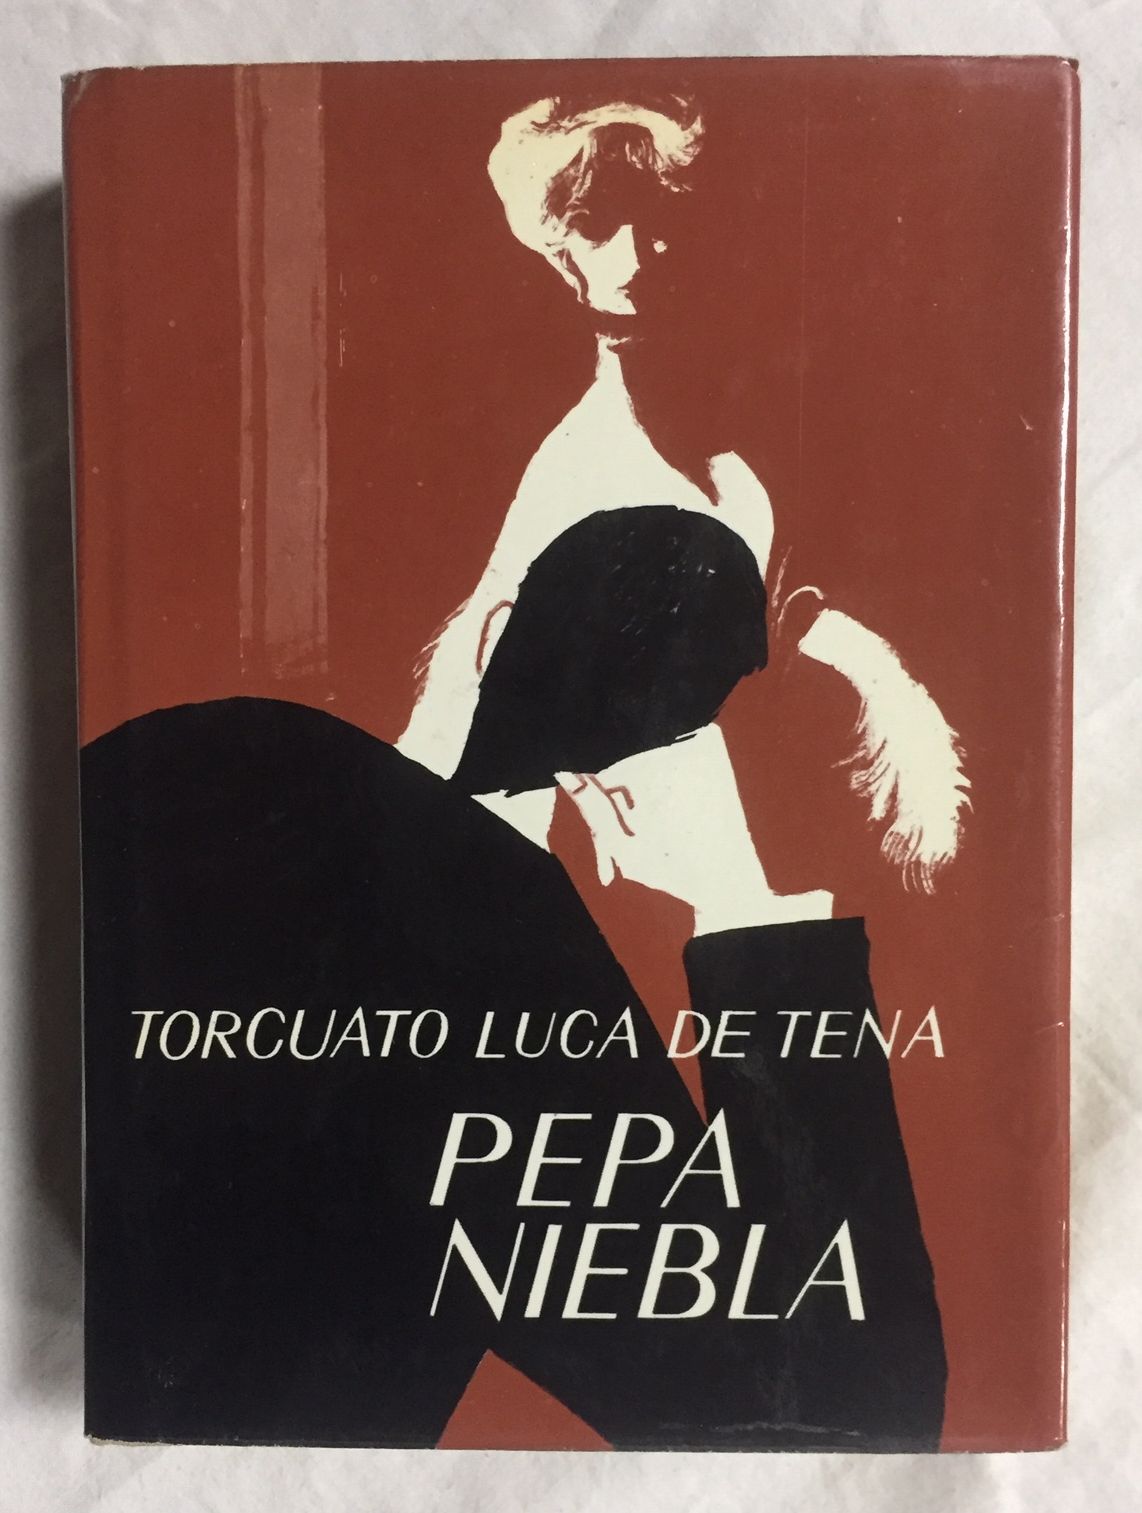 TORCUATO LUCA DE TENA
PEPA
NIEBLA